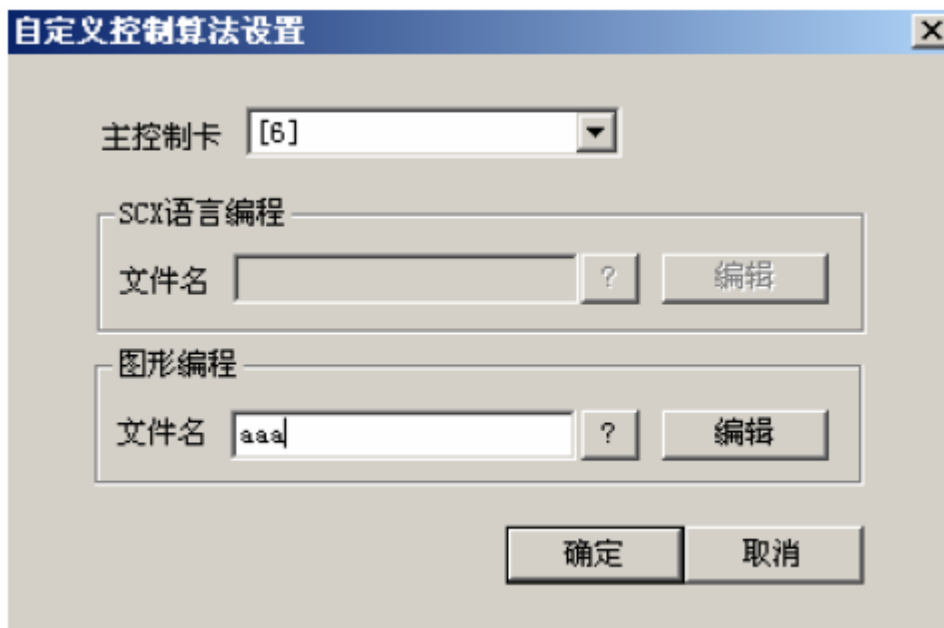 自定义控制算法设置
主控制卡 [6]
SCX语言编程
文件名 ? 编辑
图形编程
文件名 aaa ? 编辑
确定 取消